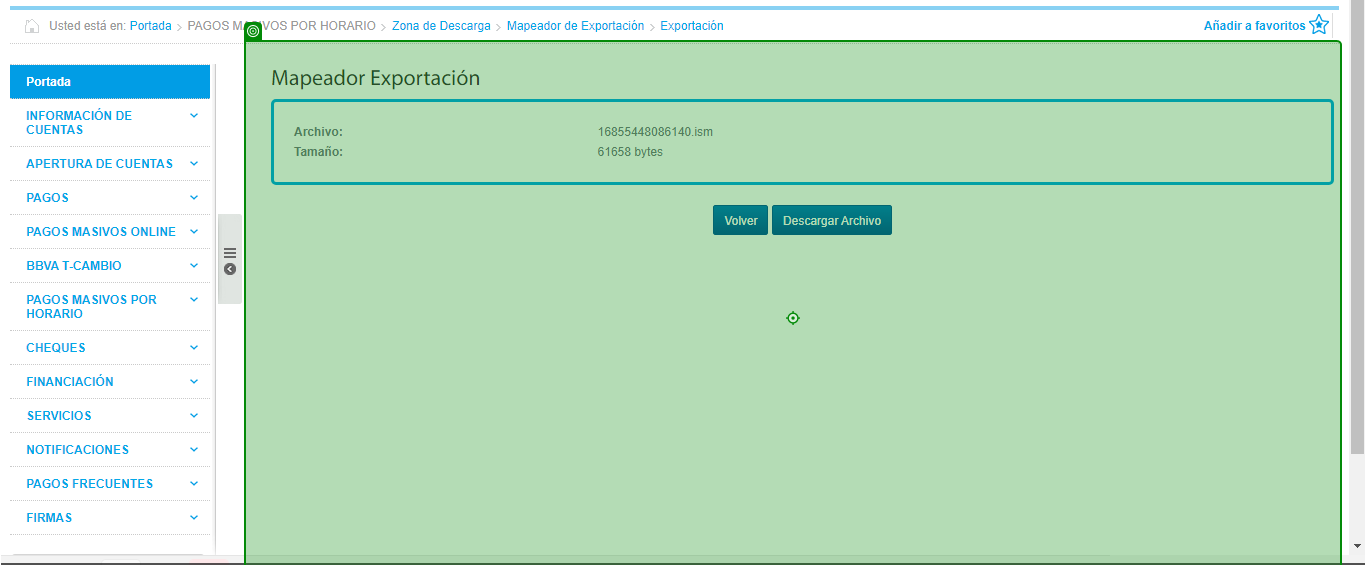 Usted está en: Portada > PAGOS MASIVOS POR HORARIO > Zona de Descarga > Mapeador de Exportación > Exportación
Añadir a favoritos
Portada
INFORMACIÓN DE
CUENTAS
APERTURA DE CUENTAS
PAGOS
PAGOS MASIVOS ONLINE
BBVA T-CAMBIO
PAGOS MASIVOS POR
HORARIO
CHEQUES
FINANCIACIÓN
SERVICIOS
NOTIFICACIONES
PAGOS FRECUENTES
FIRMAS
Mapeador Exportación
Archivo: 16855448086140.ism
Tamaño: 61658 bytes
Volver Descargar Archivo